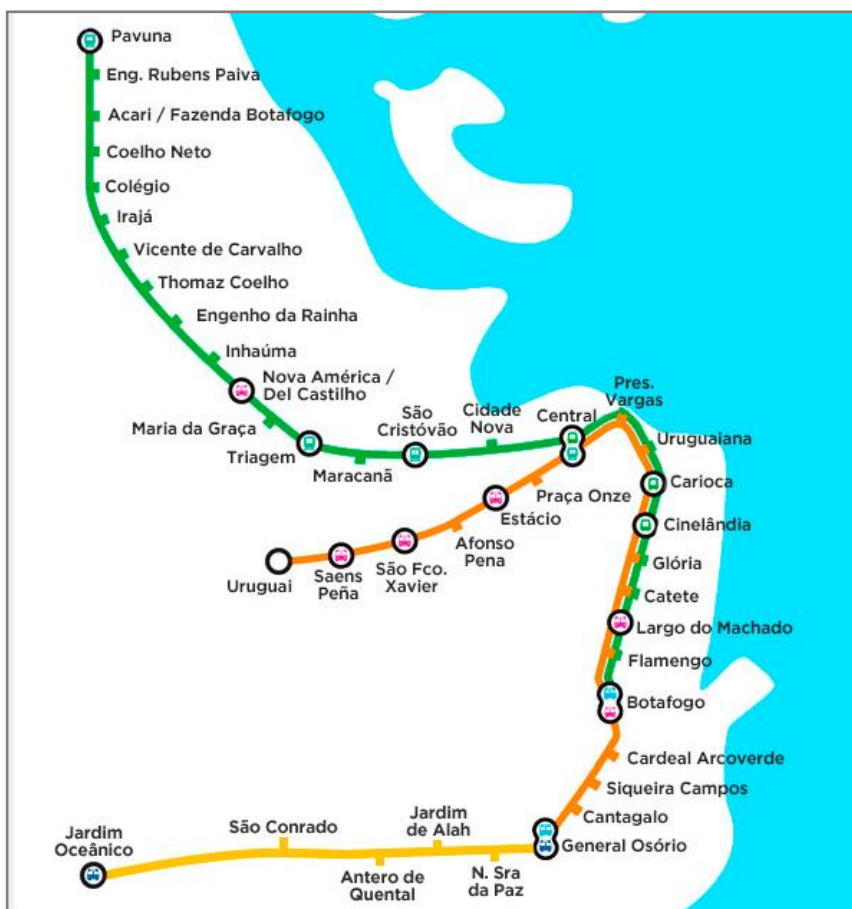 Pavuna
Eng. Rubens Paiva
Acari / Fazenda Botafogo
Coelho Neto
Colégio
Irajá
Vicente de Carvalho
Thomaz Coelho
Engenho da Rainha
Inhaúma
Nova América /
Del Castilho
Maria da Graça
Triagem
Maracanã
São
Cristóvão
Cidade
Nova
Central
Pres.
Vargas
Uruguaiana
Carioca
Cinelândia
Glória
Catete
Largo do Machado
Flamengo
Botafogo
Praça Onze
Estácio
Afonso
Pena
São Fco.
Xavier
Saens
Peña
Uruguai
Cardeal Arcoverde
Siqueira Campos
Cantagalo
General Osório
N. Sra
da Paz
Jardim
de Alah
Antero de
Quental
São Conrado
Jardim
Oceânico